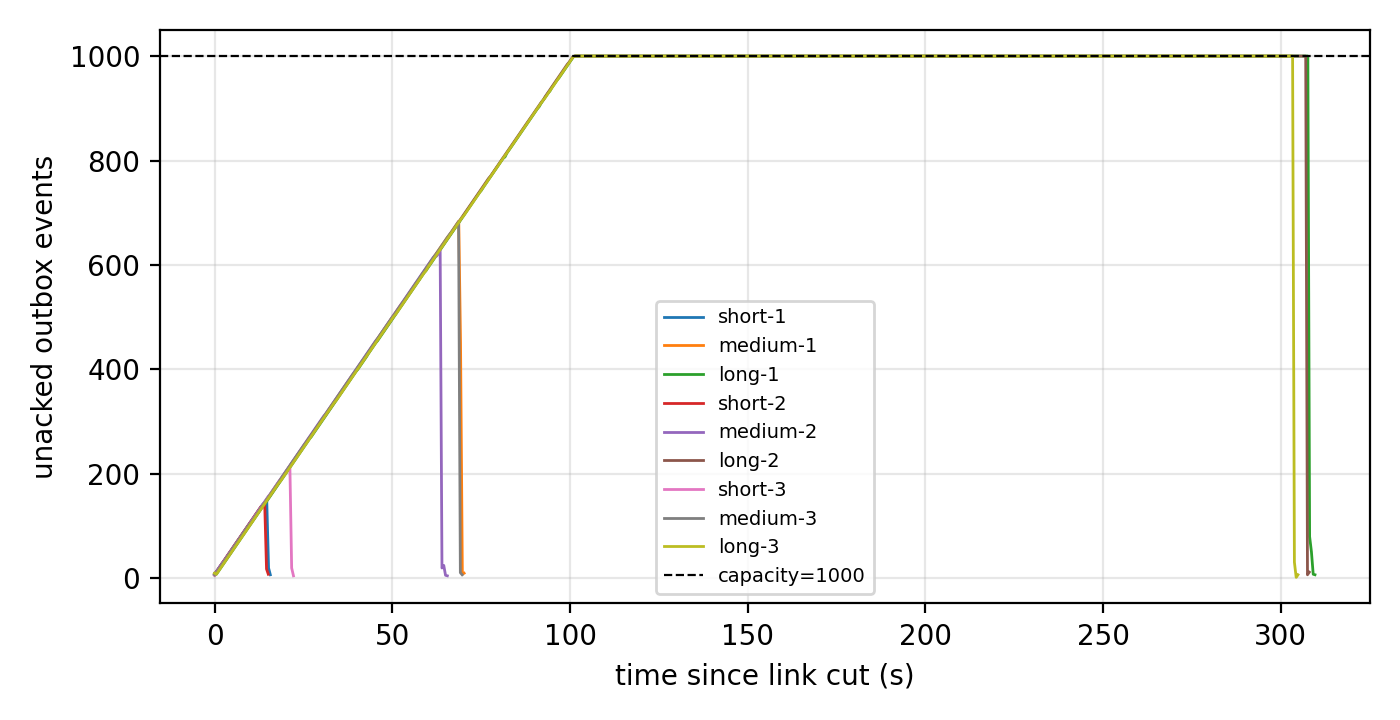 1000
800
600
400
200
0
unacked outbox events
short-1
medium-1
long-1
short-2
medium-2
long-2
short-3
medium-3
long-3
capacity=1000
0 50 100 150 200 250 300
time since link cut (s)